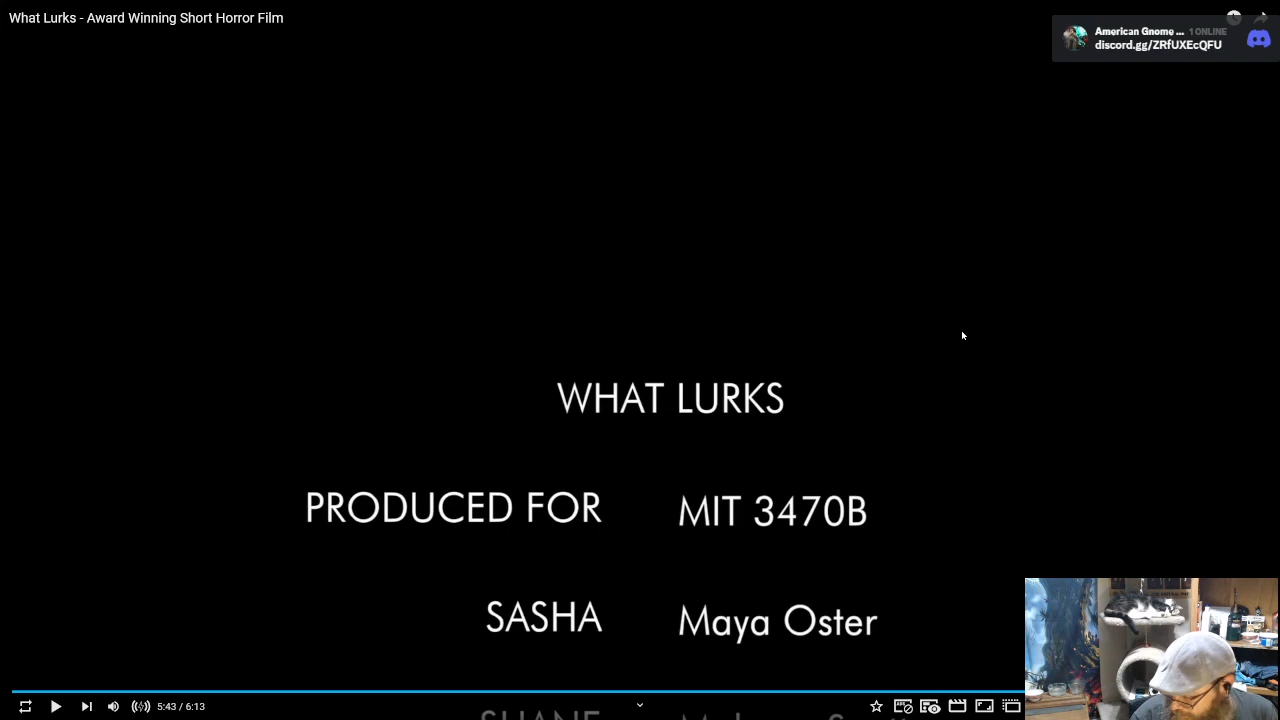 What Lurks - Award Winning Short Horror Film
American Gnome ... 1 ONLINE
discord.gg/ZRfUXEcQFU
WHAT LURKS
PRODUCED FOR MIT 3470B
SASHA Maya Oster
SHANE
5:43 / 6:13